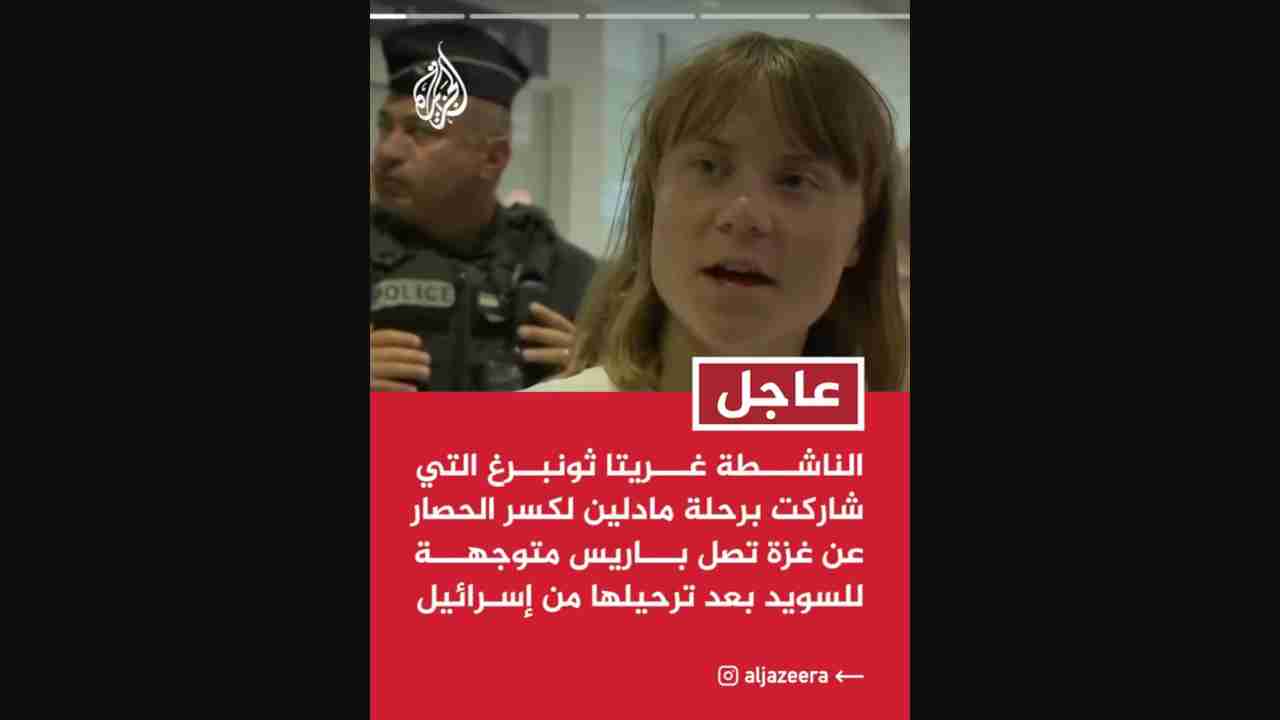 الجزيرة
POLICE
عاجل
الناشطة غريتا ثونبرغ التي
شاركت برحلة مادلين لكسر الحصار
عن غزة تصل باريس متوجهة
للسويد بعد ترحيلها من إسرائيل
aljazeera